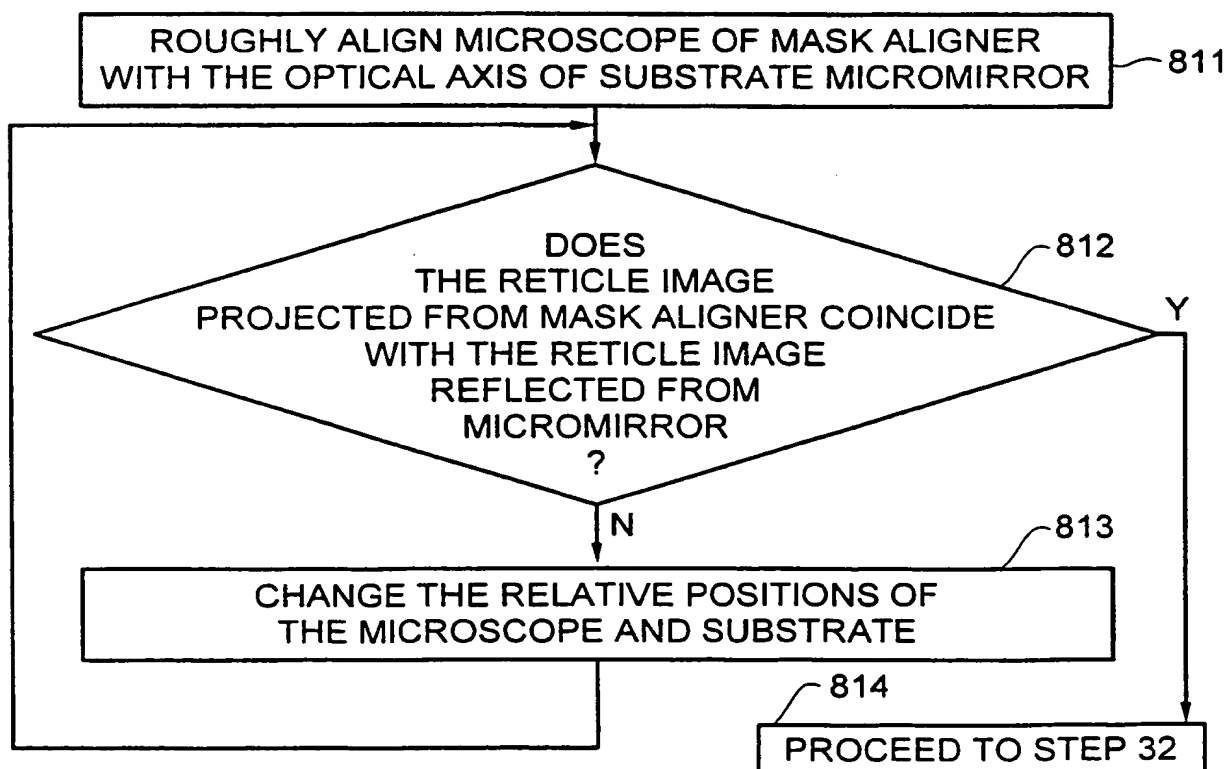 ROUGHLY ALIGN MICROSCOPE OF MASK ALIGNER
WITH THE OPTICAL AXIS OF SUBSTRATE MICROMIRROR
811
DOES
THE RETICLE IMAGE
PROJECTED FROM MASK ALIGNER COINCIDE
WITH THE RETICLE IMAGE
REFLECTED FROM
MICROMIRROR
?
812
Y
N
813
CHANGE THE RELATIVE POSITIONS OF
THE MICROSCOPE AND SUBSTRATE
814
PROCEED TO STEP 32